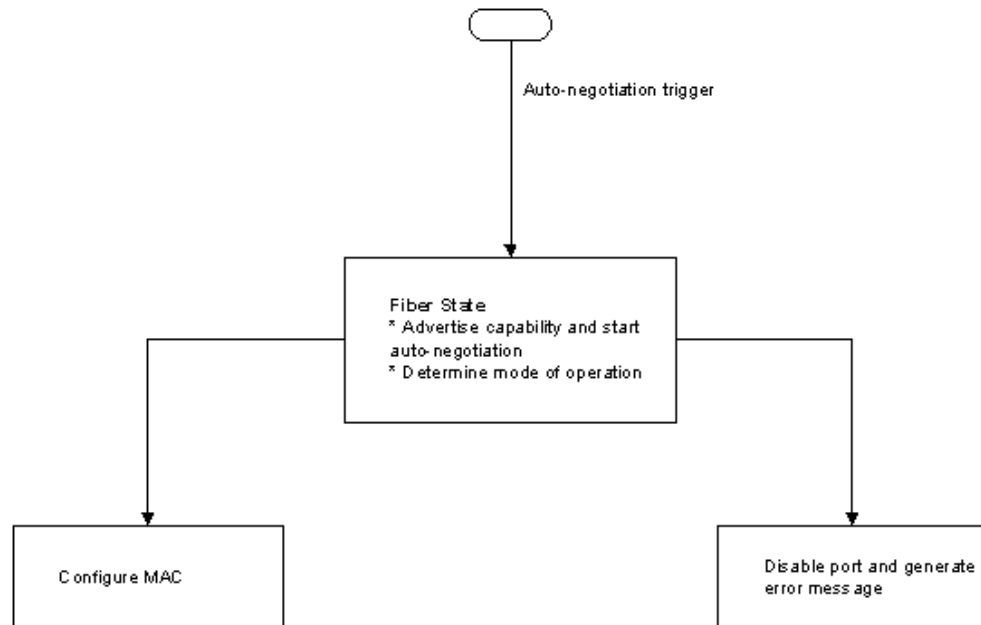 Auto-negotiation trigger
Fiber State
* Advertise capability and start
auto-negotiation
* Determine mode of operation
Configure MAC
Disable port and generate
error message